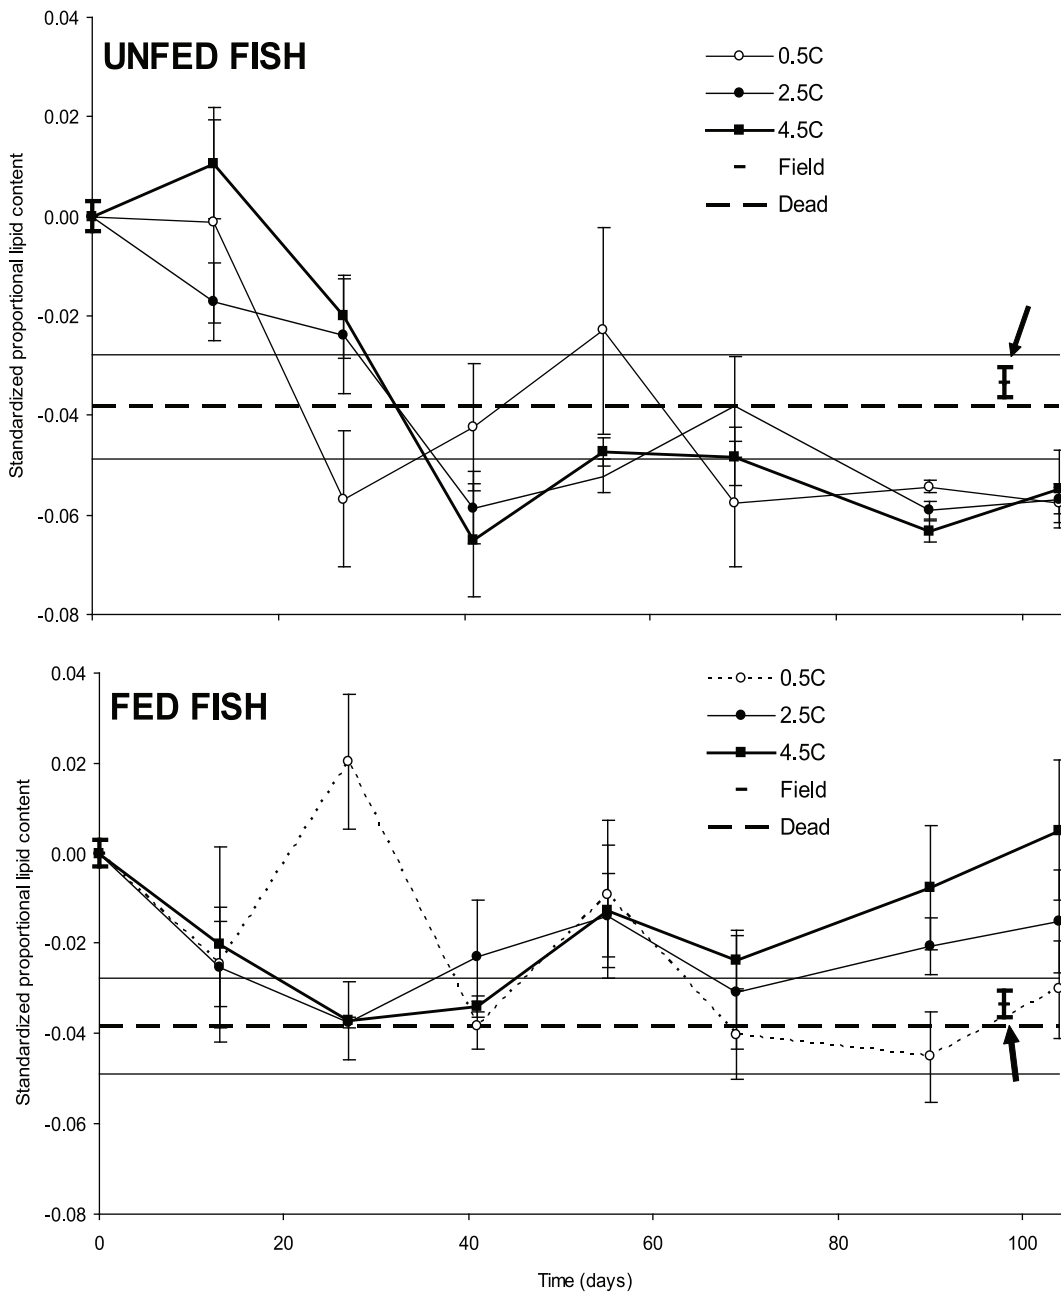 UNFED FISH
0.5C
2.5C
4.5C
Field
Dead
Standardized proportional lipid content
0.04
0.02
0.00
-0.02
-0.04
-0.06
-0.08
FED FISH
0.5C
2.5C
4.5C
Field
Dead
Standardized proportional lipid content
0.04
0.02
0.00
-0.02
-0.04
-0.06
-0.08
0 20 40 60 80 100
Time (days)